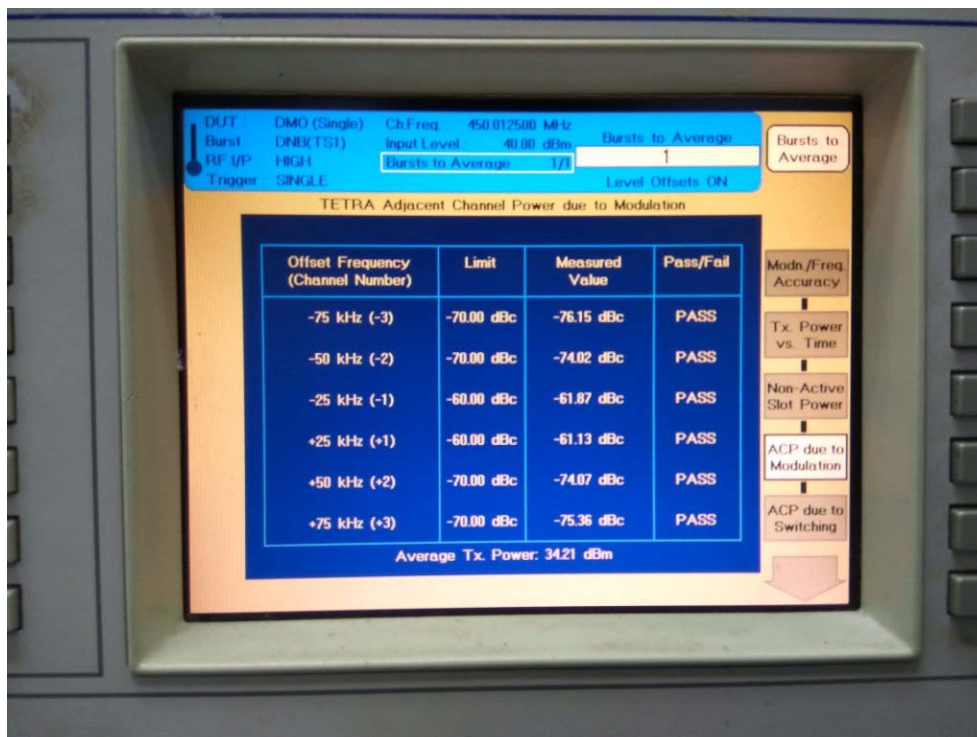 DUT : DMO (Single) Ch.Freq. : 450.012500 MHz
Burst : DNB(TS1) Input Level : 40.00 dBm Bursts to Average
RF I/P : HIGH Bursts to Average 1/1 1
Trigger : SINGLE Level Offsets ON
Bursts to
Average
TETRA Adjacent Channel Power due to Modulation
Offset Frequency Limit Measured Pass/Fail
(Channel Number) Value
-75 kHz (-3) -70.00 dBc -76.15 dBc PASS
-50 kHz (-2) -70.00 dBc -74.02 dBc PASS
-25 kHz (-1) -60.00 dBc -61.87 dBc PASS
+25 kHz (+1) -60.00 dBc -61.13 dBc PASS
+50 kHz (+2) -70.00 dBc -74.07 dBc PASS
+75 kHz (+3) -70.00 dBc -75.36 dBc PASS
Average Tx. Power: 34.21 dBm
Modn./Freq.
Accuracy
Tx. Power
vs. Time
Non-Active
Slot Power
ACP due to
Modulation
ACP due to
Switching